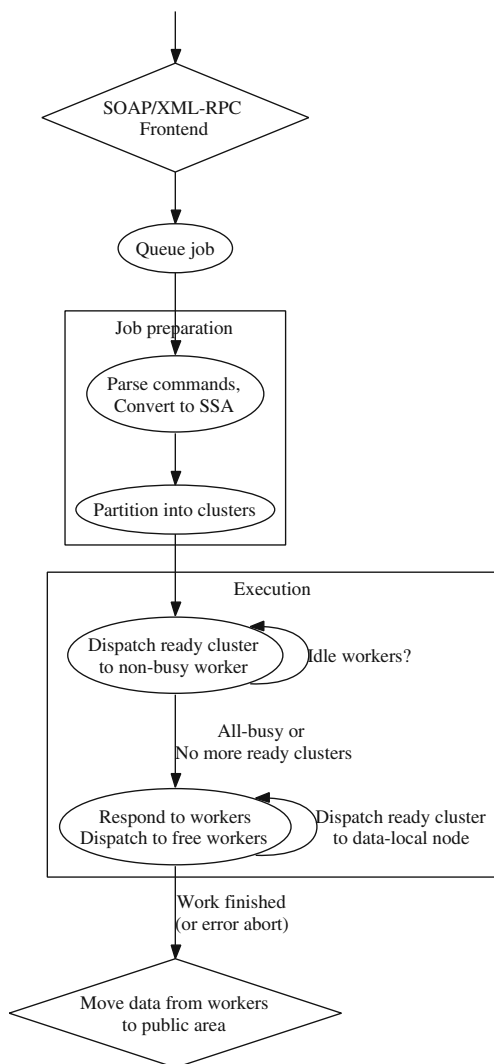 SOAP/XML-RPC
Frontend
Queue job
Job preparation
Parse commands,
Convert to SSA
Partition into clusters
Execution
Dispatch ready cluster
to non-busy worker
Idle workers?
All-busy or
No more ready clusters
Respond to workers
Dispatch to free workers
Dispatch ready cluster
to data-local node
Work finished
(or error abort)
Move data from workers
to public area